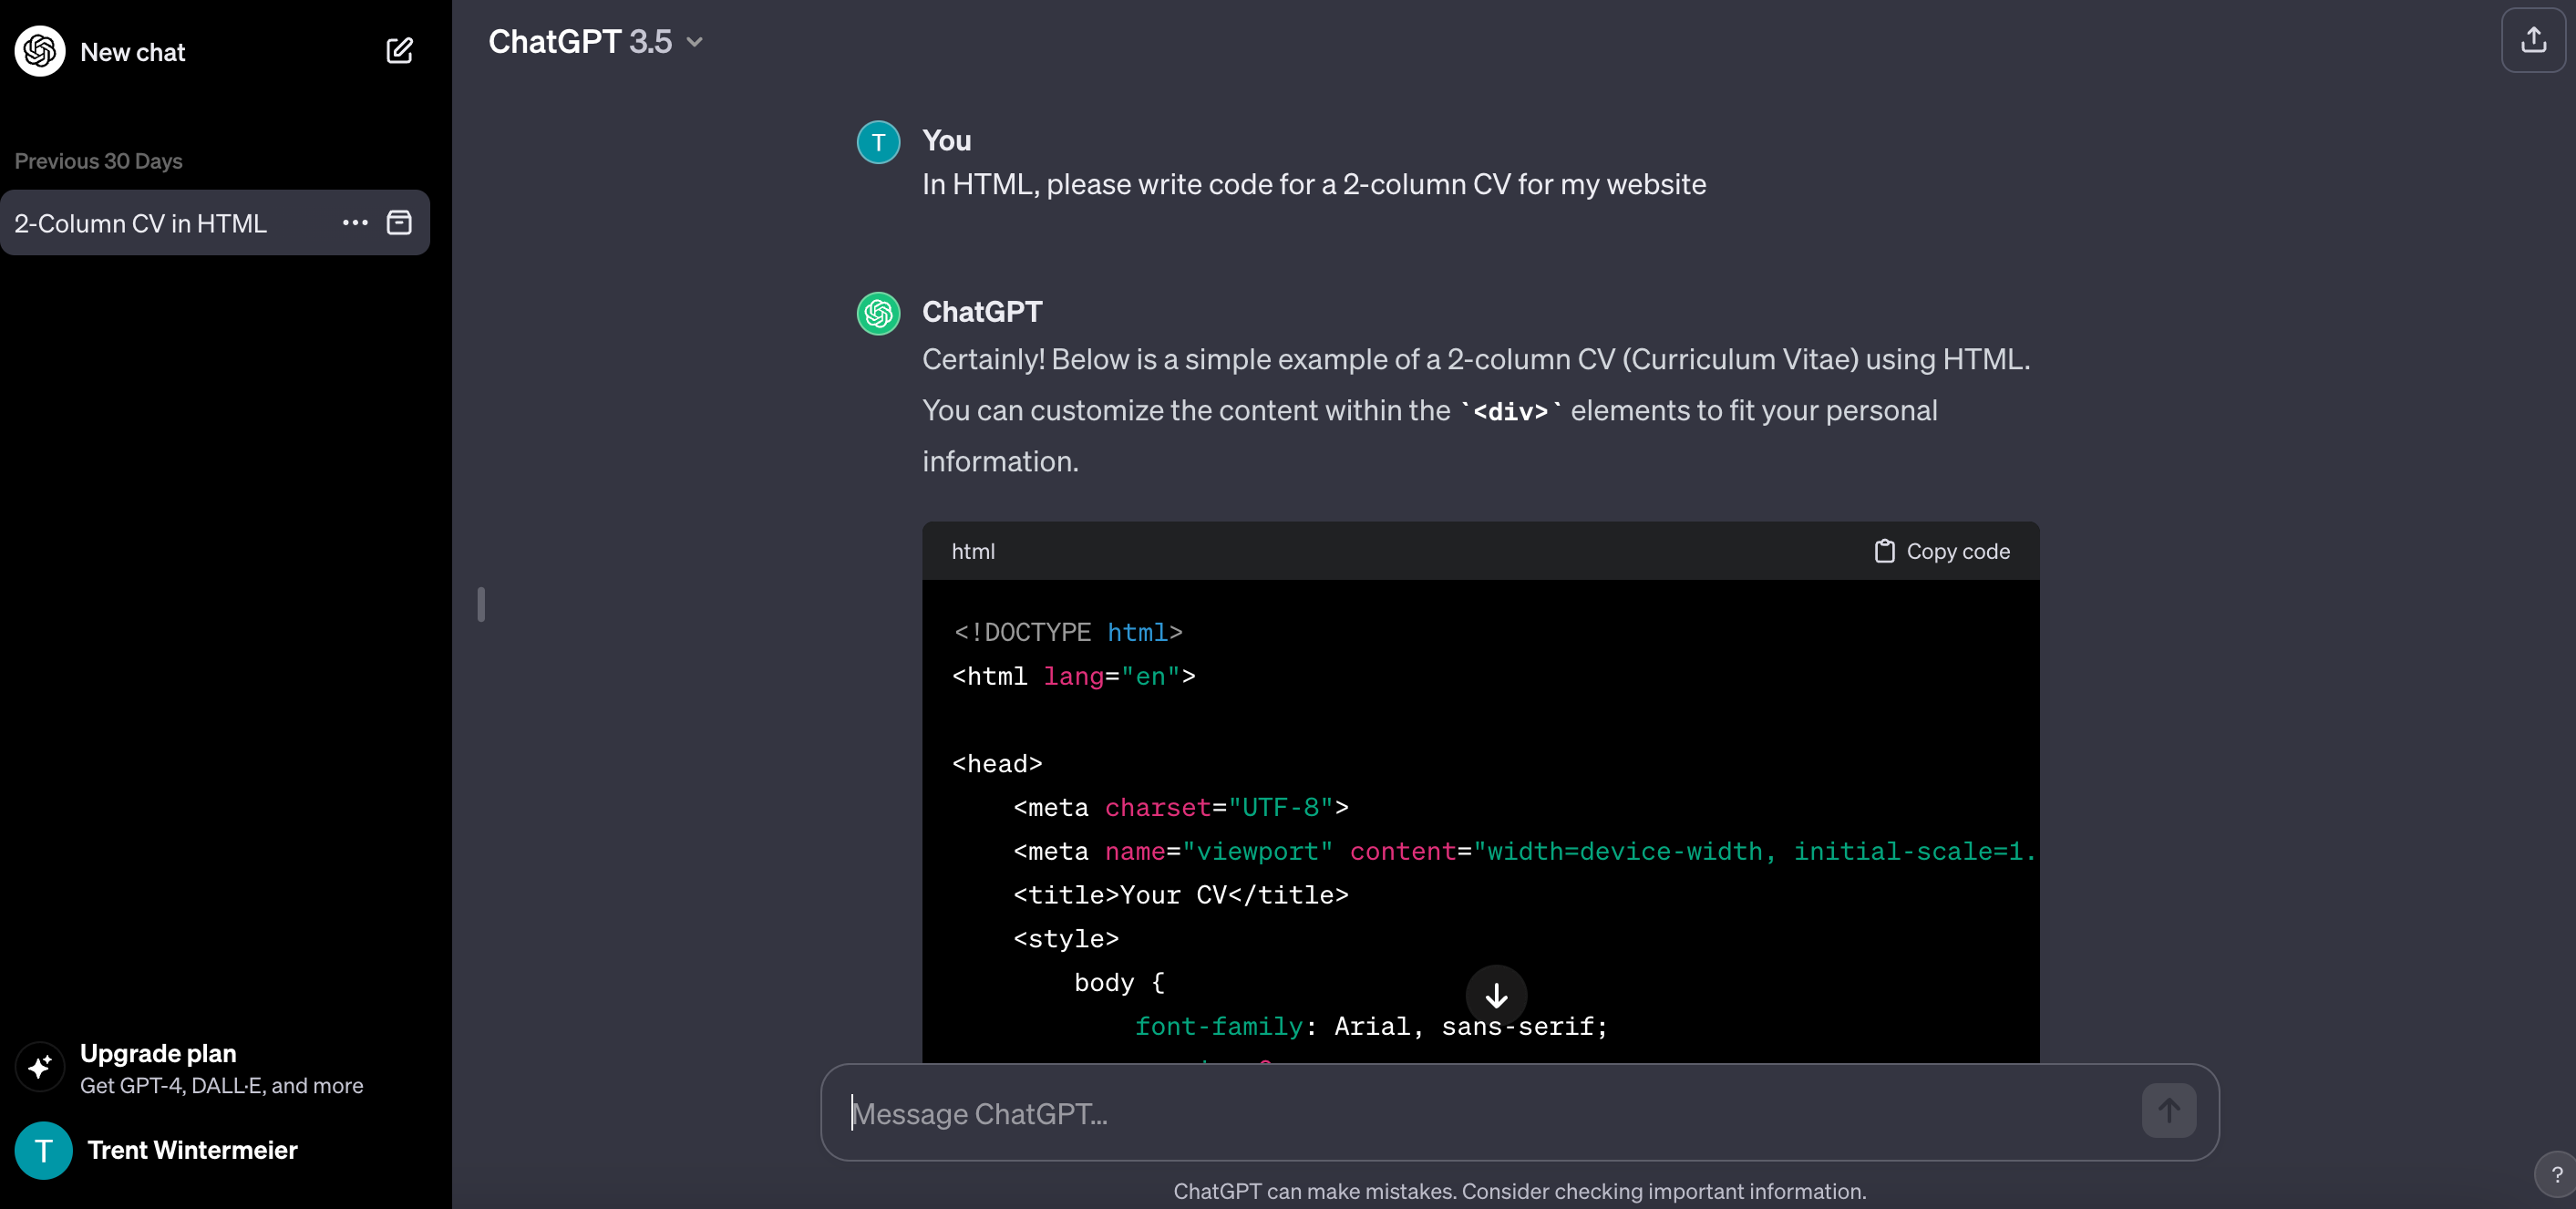 New chat
Previous 30 Days
2-Column CV in HTML
Upgrade plan
Get GPT-4, DALL·E, and more
T
Trent Wintermeier
ChatGPT 3.5
T
You
In HTML, please write code for a 2-column CV for my website
ChatGPT
Certainly! Below is a simple example of a 2-column CV (Curriculum Vitae) using HTML.
You can customize the content within the `<div>` elements to fit your personal
information.
html
Copy code
<!DOCTYPE html>
<html lang="en">
<head>
<meta charset="UTF-8">
<meta name="viewport" content="width=device-width, initial-scale=1.
<title>Your CV</title>
<style>
body {
font-family: Arial, sans-serif;
Message ChatGPT…
ChatGPT can make mistakes. Consider checking important information.
?